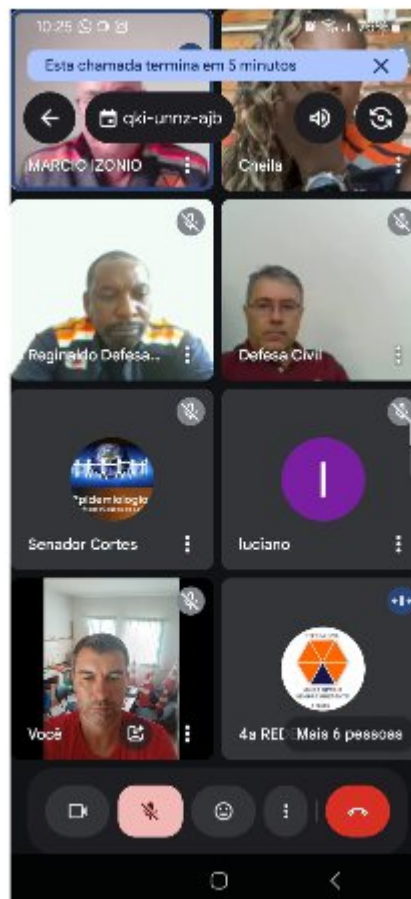 10:25
Esta chamada termina em 5 minutos
qki-unnz-ajb
MARCIO IZONIO
Cheila
Reginaldo Defesa...
Defesa Civil
Epidemiologia
Senador Cortes
I
luciano
Você
4a RED
Mais 6 pessoas